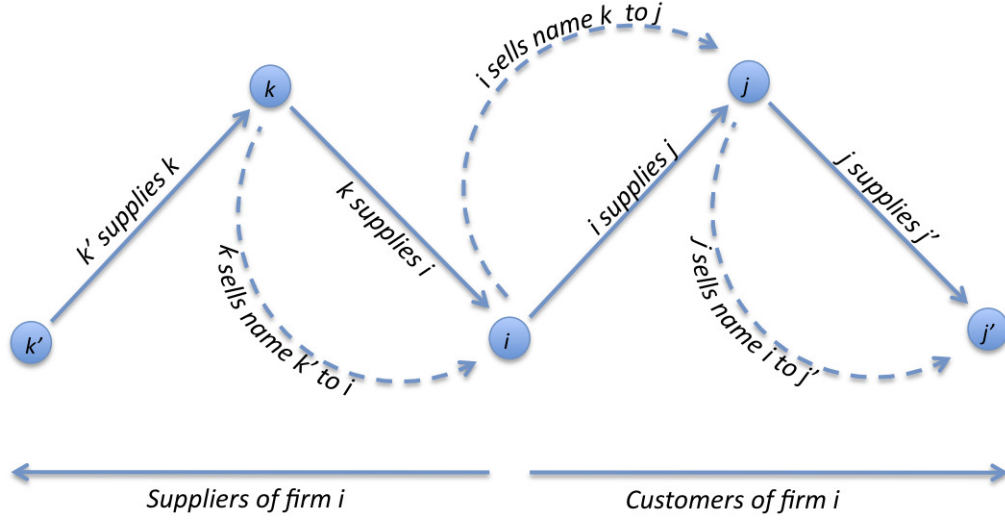 i sells name k to j
k
j
k' supplies k
k supplies i
i supplies j
j supplies j'
k sells name k' to i
j sells name i to j'
k'
i
j'
Suppliers of firm i
Customers of firm i